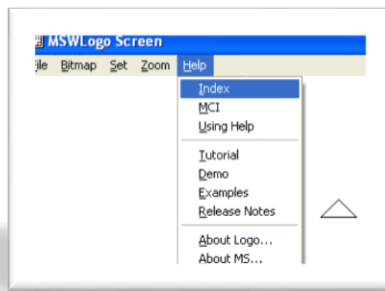 MSWLogo Screen
File Bitmap Set Zoom Help
Index
MCI
Using Help
Tutorial
Demo
Examples
Release Notes
About Logo...
About MS...